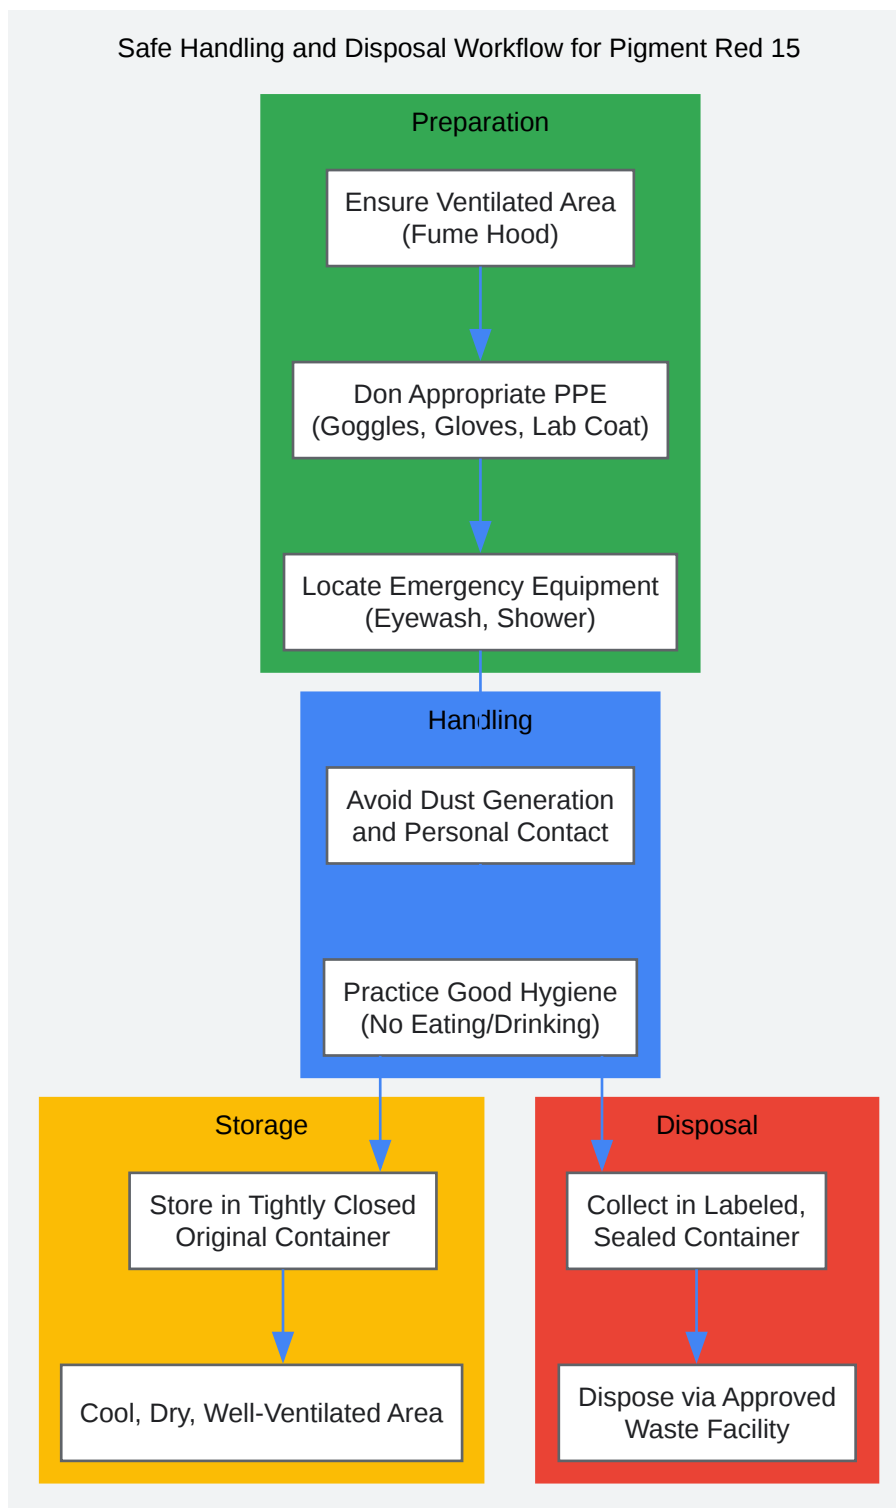 Safe Handling and Disposal Workflow for Pigment Red 15
Preparation
Ensure Ventilated Area
(Fume Hood)
Don Appropriate PPE
(Goggles, Gloves, Lab Coat)
Locate Emergency Equipment
(Eyewash, Shower)
Handling
Avoid Dust Generation
and Personal Contact
Practice Good Hygiene
(No Eating/Drinking)
Storage
Store in Tightly Closed
Original Container
Cool, Dry, Well-Ventilated Area
Disposal
Collect in Labeled,
Sealed Container
Dispose via Approved
Waste Facility